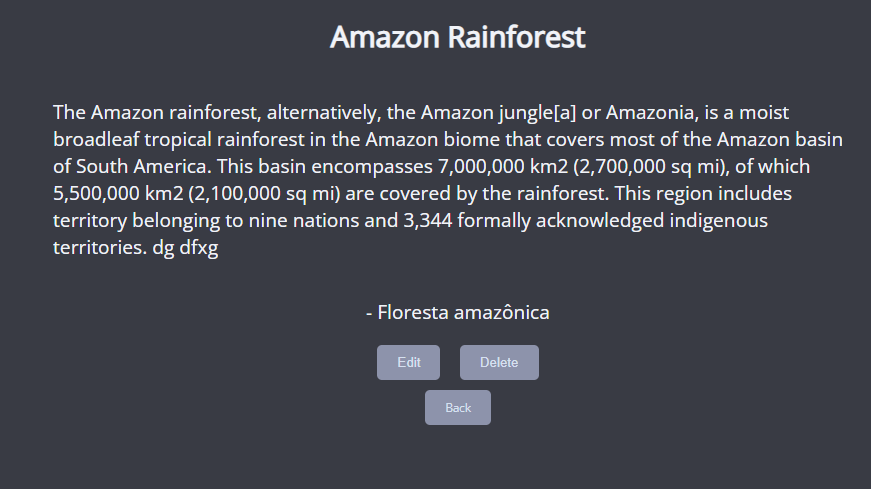 Amazon Rainforest
The Amazon rainforest, alternatively, the Amazon jungle[a] or Amazonia, is a moist
broadleaf tropical rainforest in the Amazon biome that covers most of the Amazon basin
of South America. This basin encompasses 7,000,000 km2 (2,700,000 sq mi), of which
5,500,000 km2 (2,100,000 sq mi) are covered by the rainforest. This region includes
territory belonging to nine nations and 3,344 formally acknowledged indigenous
territories. dg dfxg
- Floresta amazônica
Edit Delete
Back